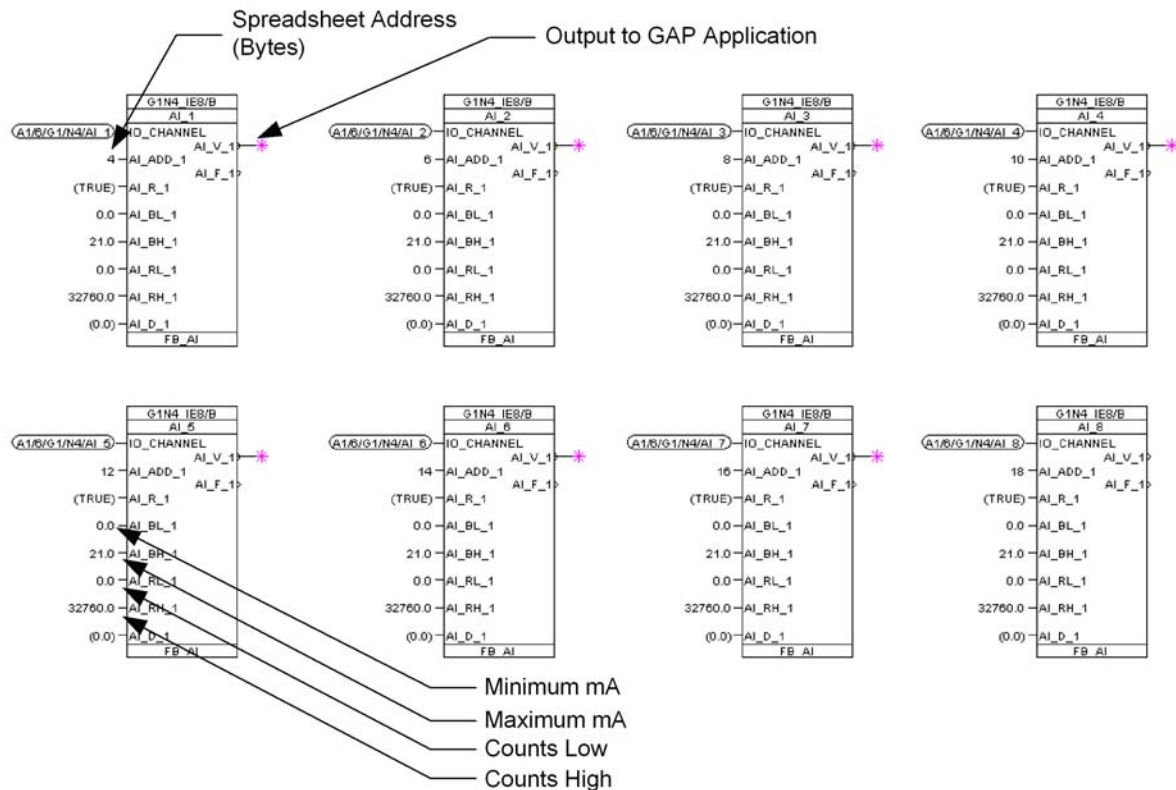 Spreadsheet Address
(Bytes)
Output to GAP Application
G1N4_IE8/B
AI_1
A1/6/G1/N4/AI_1
IO_CHANNEL
AI_V_1
4
AI_ADD_1
AI_F_1
(TRUE)
AI_R_1
0.0
AI_BL_1
21.0
AI_BH_1
0.0
AI_RL_1
32760.0
AI_RH_1
(0.0)
AI_D_1
FB_AI
G1N4_IE8/B
AI_2
A1/6/G1/N4/AI_2
IO_CHANNEL
AI_V_1
6
AI_ADD_1
AI_F_1
(TRUE)
AI_R_1
0.0
AI_BL_1
21.0
AI_BH_1
0.0
AI_RL_1
32760.0
AI_RH_1
(0.0)
AI_D_1
FB_AI
G1N4_IE8/B
AI_3
A1/6/G1/N4/AI_3
IO_CHANNEL
AI_V_1
8
AI_ADD_1
AI_F_1
(TRUE)
AI_R_1
0.0
AI_BL_1
21.0
AI_BH_1
0.0
AI_RL_1
32760.0
AI_RH_1
(0.0)
AI_D_1
FB_AI
G1N4_IE8/B
AI_4
A1/6/G1/N4/AI_4
IO_CHANNEL
AI_V_1
10
AI_ADD_1
AI_F_1
(TRUE)
AI_R_1
0.0
AI_BL_1
21.0
AI_BH_1
0.0
AI_RL_1
32760.0
AI_RH_1
(0.0)
AI_D_1
FB_AI
G1N4_IE8/B
AI_5
A1/6/G1/N4/AI_5
IO_CHANNEL
AI_V_1
12
AI_ADD_1
AI_F_1
(TRUE)
AI_R_1
0.0
AI_BL_1
21.0
AI_BH_1
0.0
AI_RL_1
32760.0
AI_RH_1
(0.0)
AI_D_1
FB_AI
G1N4_IE8/B
AI_6
A1/6/G1/N4/AI_6
IO_CHANNEL
AI_V_1
14
AI_ADD_1
AI_F_1
(TRUE)
AI_R_1
0.0
AI_BL_1
21.0
AI_BH_1
0.0
AI_RL_1
32760.0
AI_RH_1
(0.0)
AI_D_1
FB_AI
G1N4_IE8/B
AI_7
A1/6/G1/N4/AI_7
IO_CHANNEL
AI_V_1
16
AI_ADD_1
AI_F_1
(TRUE)
AI_R_1
0.0
AI_BL_1
21.0
AI_BH_1
0.0
AI_RL_1
32760.0
AI_RH_1
(0.0)
AI_D_1
FB_AI
G1N4_IE8/B
AI_8
A1/6/G1/N4/AI_8
IO_CHANNEL
AI_V_1
18
AI_ADD_1
AI_F_1
(TRUE)
AI_R_1
0.0
AI_BL_1
21.0
AI_BH_1
0.0
AI_RL_1
32760.0
AI_RH_1
(0.0)
AI_D_1
FB_AI
Minimum mA
Maximum mA
Counts Low
Counts High